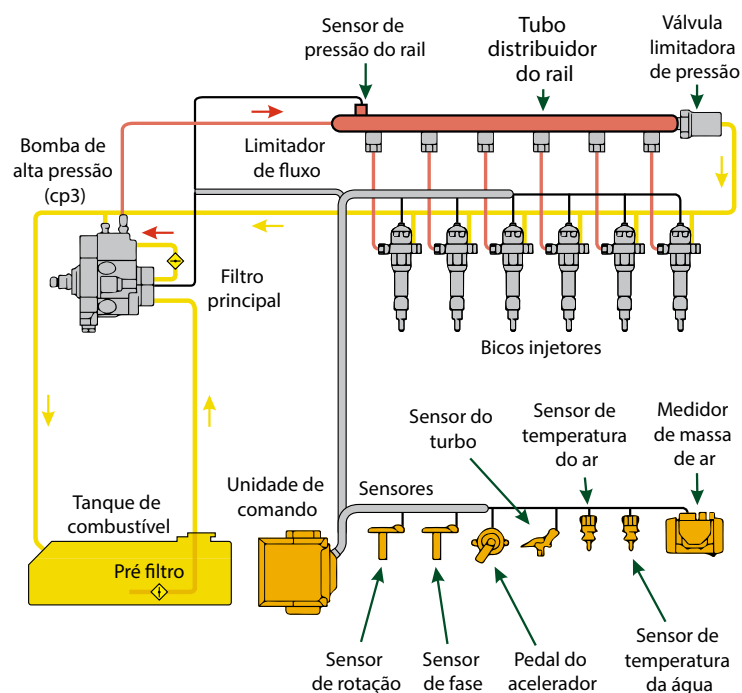 Sensor de
pressão do rail
Tubo
distribuidor
do rail
Válvula
limitadora
de pressão
Bomba de
alta pressão
(cp3)
Limitador
de fluxo
Filtro
principal
Bicos injetores
Sensor do
turbo
Sensor de
temperatura
do ar
Medidor
de massa
de ar
Tanque de
combustível
Pré filtro
Unidade de
comando
Sensores
Sensor
de rotação
Sensor
de fase
Pedal do
acelerador
Sensor de
temperatura
da água